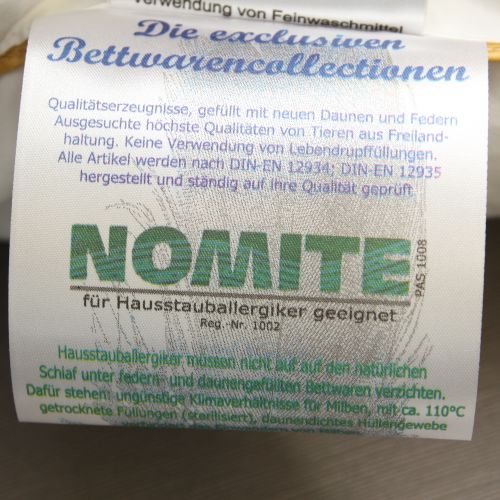 Verwendung von Feinwaschmittel
Die exclusiven
Bettwarencollectionen
Qualitätserzeugnisse, gefüllt mit neuen Daunen und Federn
Ausgesuchte höchste Qualitäten von Tieren aus Freiland-
haltung. Keine Verwendung von Lebendrupffüllungen.
Alle Artikel werden nach DIN-EN 12934; DIN-EN 12935
hergestellt und ständig auf ihre Qualität geprüft
NOMITE
PAS 1008
für Hausstauballergiker geeignet
Reg.-Nr. 1002
Hausstauballergiker müssen nicht auf auf den natürlichen
Schlaf unter federn- und daunengefüllten Bettwaren verzichten.
Dafür stehen: ungünstige Klimaverhältnisse für Milben, mit ca. 110°C
getrocknete Füllungen (sterilisiert), daunendichtes Hüllengewebe